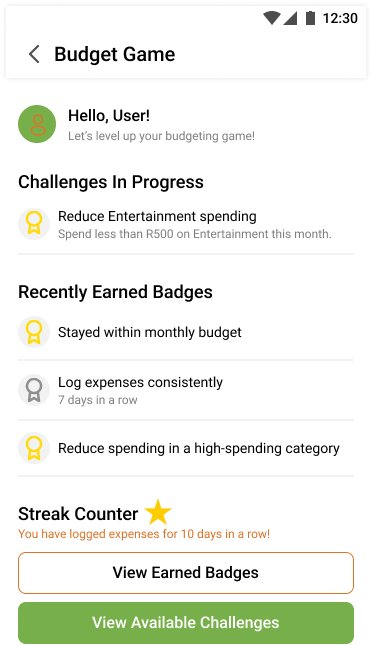 12:30
Budget Game
Hello, User!
Let's level up your budgeting game!
Challenges In Progress
Reduce Entertainment spending
Spend less than R500 on Entertainment this month.
Recently Earned Badges
Stayed within monthly budget
Log expenses consistently
7 days in a row
Reduce spending in a high-spending category
Streak Counter
You have logged expenses for 10 days in a row!
View Earned Badges
View Available Challenges